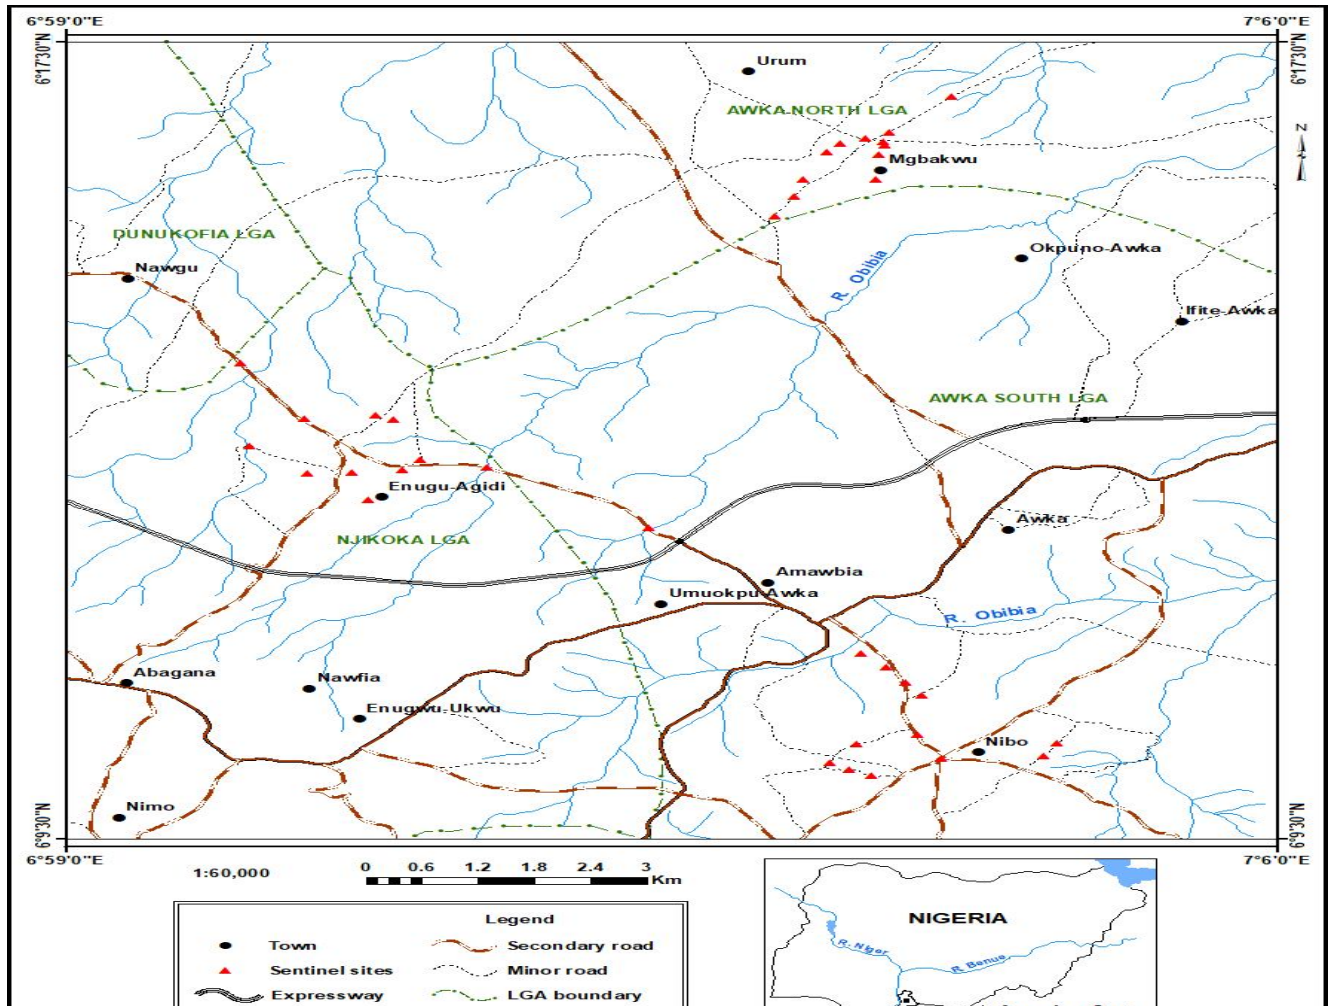 6°59'0"E
7°6'0"E
6°17'30"N
6°17'30"N
Urum
AWKA NORTH LGA
N
Mgbakwu
DUNUKOFIA LGA
Okpuno-Awka
Nawgu
R. Obibia
Ifite-Awka
AWKA SOUTH LGA
Enugu-Agidi
Awka
NJIKOKA LGA
Amawbia
Umuokpu-Awka
R. Obibia
Abagana
Nawfia
Enugwu-Ukwu
Nibo
Nimo
6°9'30"N
6°9'30"N
6°59'0"E
7°6'0"E
1:60,000
0 0.6 1.2 1.8 2.4 3
Km
Legend
NIGERIA
Town
Secondary road
R. Niger
R. Benue
Sentinel sites
Minor road
Expressway
LGA boundary